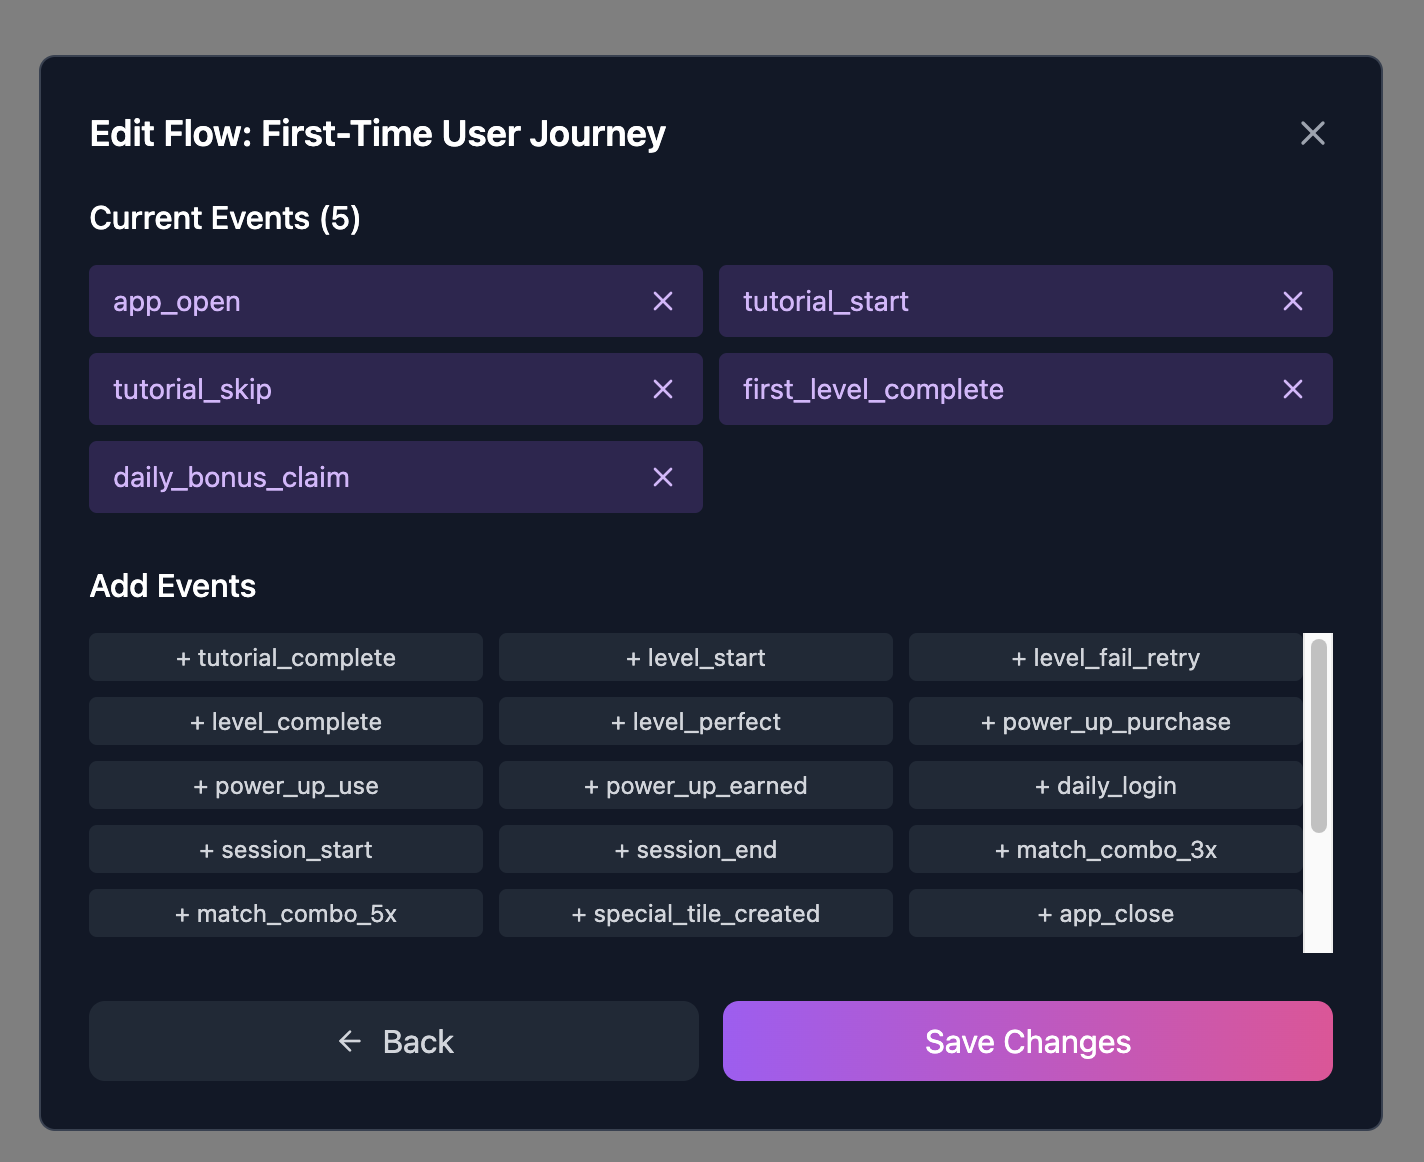 Edit Flow: First-Time User Journey
Current Events (5)
app_open
tutorial_start
tutorial_skip
first_level_complete
daily_bonus_claim
Add Events
+ tutorial_complete
+ level_start
+ level_fail_retry
+ level_complete
+ level_perfect
+ power_up_purchase
+ power_up_use
+ power_up_earned
+ daily_login
+ session_start
+ session_end
+ match_combo_3x
+ match_combo_5x
+ special_tile_created
+ app_close
← Back
Save Changes